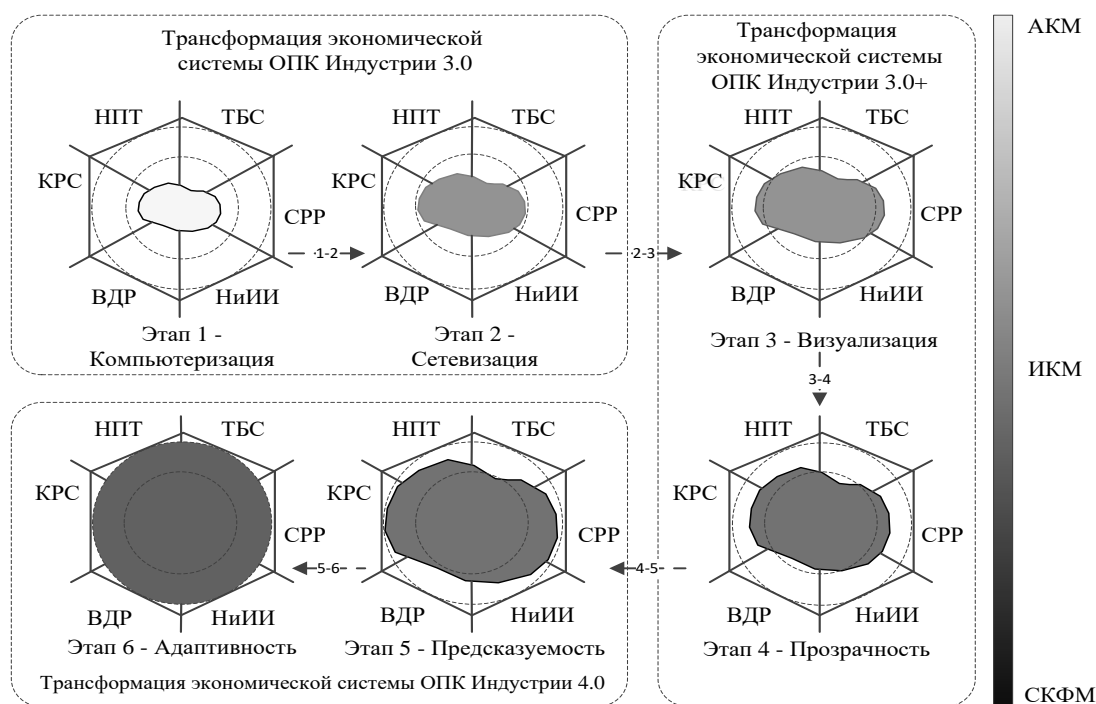 Трансформация экономической
системы ОПК Индустрии 3.0
НПТ
ТБС
КРС
СРР
ВДР
НиИИ
Этап 1 -
Компьютеризация
1-2
НПТ
ТБС
КРС
СРР
ВДР
НиИИ
Этап 2 -
Сетевизация
2-3
Трансформация
экономической системы
ОПК Индустрии 3.0+
НПТ
ТБС
КРС
СРР
ВДР
НиИИ
Этап 3 - Визуализация
3-4
НПТ
ТБС
КРС
СРР
ВДР
НиИИ
Этап 4 - Прозрачность
4-5
НПТ
ТБС
КРС
СРР
ВДР
НиИИ
Этап 5 - Предсказуемость
5-6
НПТ
ТБС
КРС
СРР
ВДР
НиИИ
Этап 6 - Адаптивность
Трансформация экономической системы ОПК Индустрии 4.0
АКМ
ИКМ
СКФМ